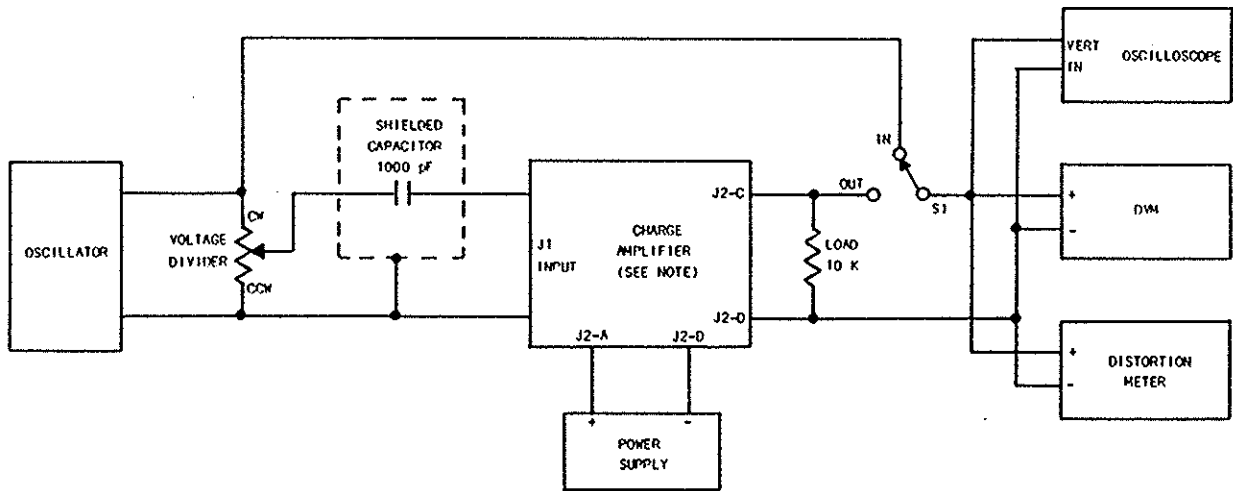 OSCILLATOR
CW
VOLTAGE
DIVIDER
CCW
SHIELDED
CAPACITOR
1000 pF
J1
INPUT
CHARGE
AMPLIFIER
(SEE NOTE)
J2-C
J2-D
J2-A
J2-D
+
-
POWER
SUPPLY
LOAD
10 K
OUT
IN
S1
VERT
IN
OSCILLOSCOPE
+
-
DVM
+
-
DISTORTION
METER